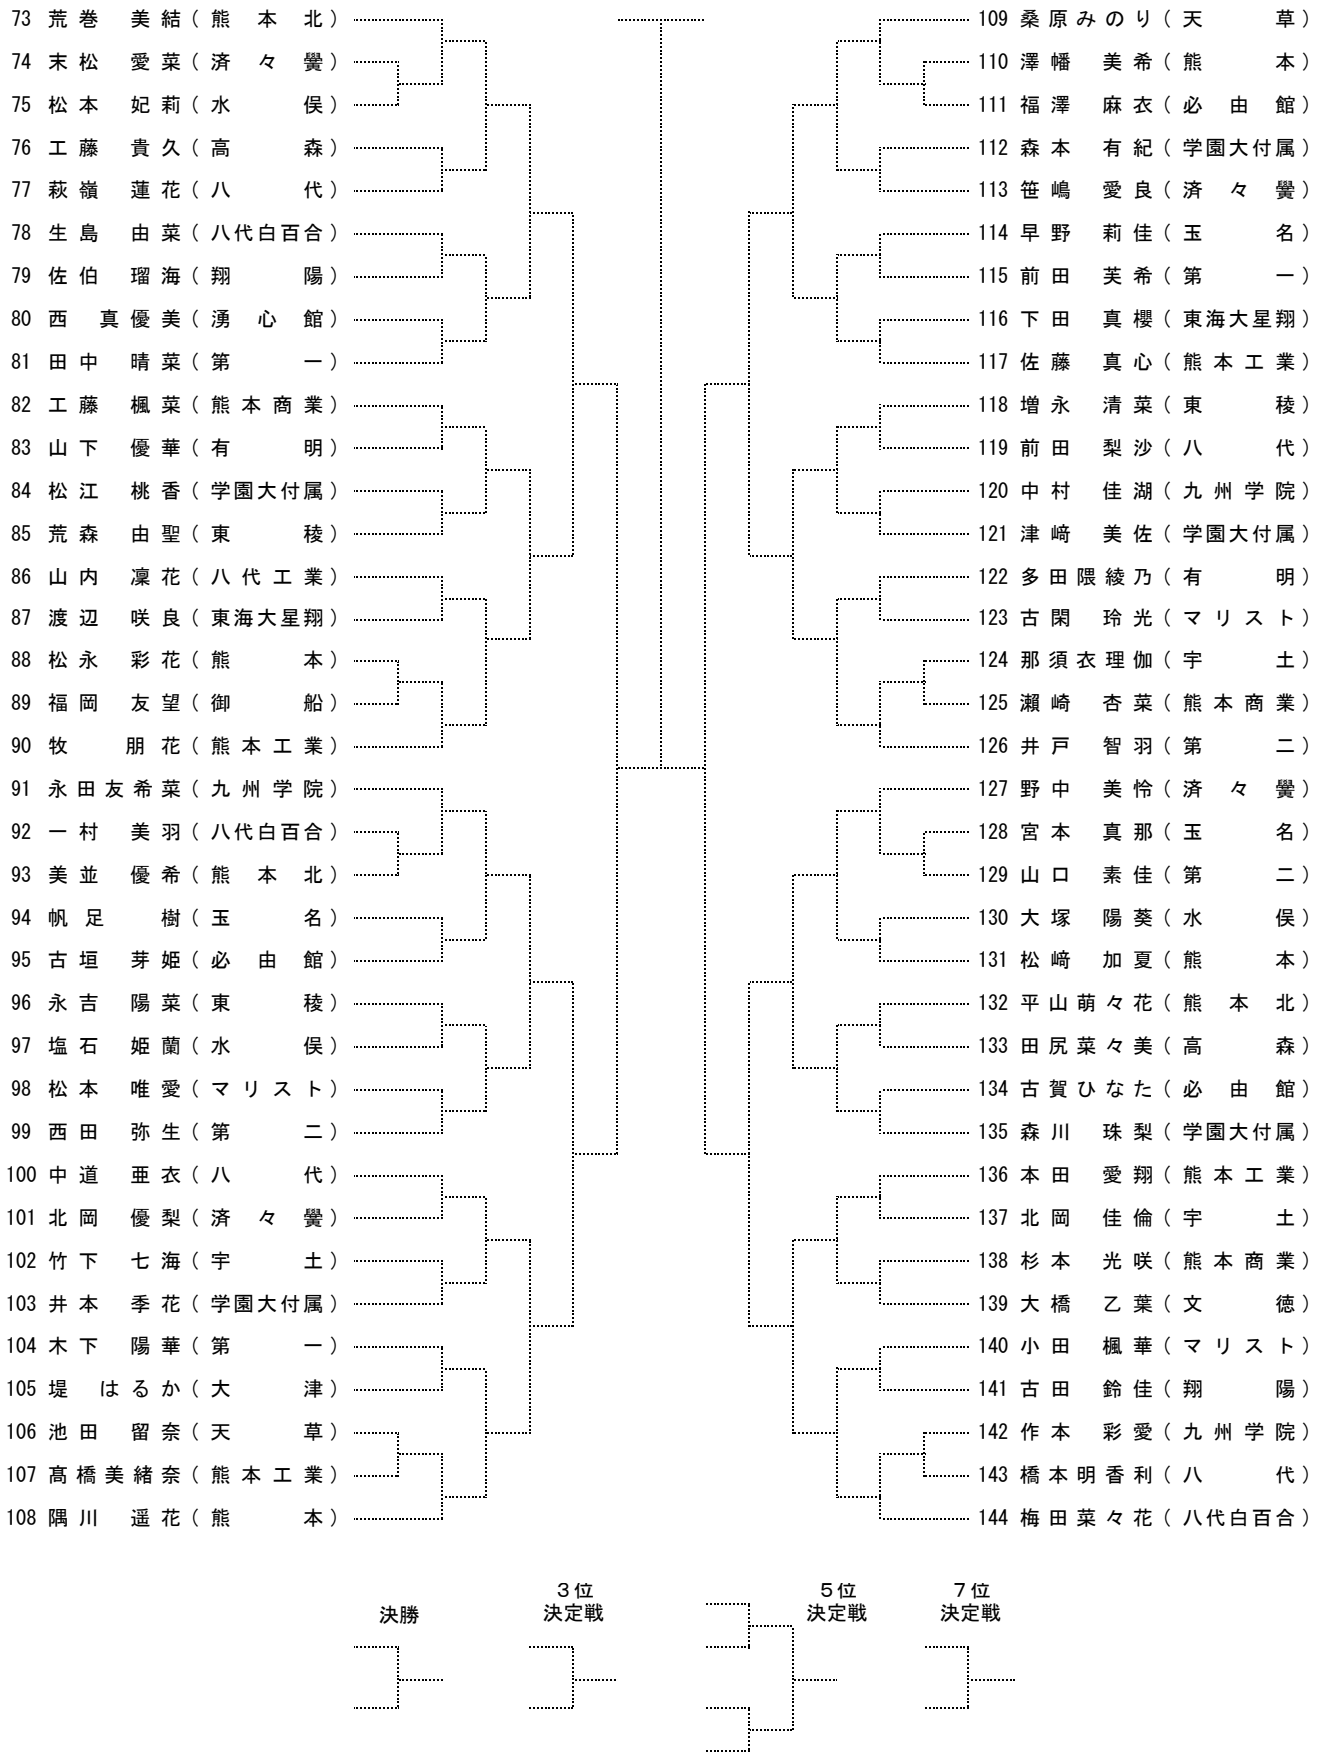 73 荒巻 美結(熊本北)
74 末松 愛菜(済々黌)
75 松本 妃莉(水俣)
76 工藤 貴久(高森)
77 萩嶺 蓮花(八代)
78 生島 由菜(八代白百合)
79 佐伯 瑠海(翔陽)
80 西 真優美(湧心館)
81 田中 晴菜(第一)
82 工藤 楓菜(熊本商業)
83 山下 優華(有明)
84 松江 桃香(学園大付属)
85 荒森 由聖(東稜)
86 山内 凜花(八代工業)
87 渡辺 咲良(東海大星翔)
88 松永 彩花(熊本)
89 福岡 友望(御船)
90 牧 朋花(熊本工業)
91 永田友希菜(九州学院)
92 一村 美羽(八代白百合)
93 美並 優希(熊本北)
94 帆足 樹(玉名)
95 古垣 芽姫(必由館)
96 永吉 陽菜(東稜)
97 塩石 姫蘭(水俣)
98 松本 唯愛(マリスト)
99 西田 弥生(第二)
100 中道 亜衣(八代)
101 北岡 優梨(済々黌)
102 竹下 七海(宇土)
103 井本 季花(学園大付属)
104 木下 陽華(第一)
105 堤 はるか(大津)
106 池田 留奈(天草)
107 髙橋美緒奈(熊本工業)
108 隅川 遥花(熊本)
109 桑原みのり(天草)
110 澤幡 美希(熊本)
111 福澤 麻衣(必由館)
112 森本 有紀(学園大付属)
113 笹嶋 愛良(済々黌)
114 早野 莉佳(玉名)
115 前田 芙希(第一)
116 下田 真櫻(東海大星翔)
117 佐藤 真心(熊本工業)
118 増永 清菜(東稜)
119 前田 梨沙(八代)
120 中村 佳湖(九州学院)
121 津﨑 美佐(学園大付属)
122 多田隈綾乃(有明)
123 古閑 玲光(マリスト)
124 那須衣理伽(宇土)
125 瀨崎 杏菜(熊本商業)
126 井戸 智羽(第二)
127 野中 美怜(済々黌)
128 宮本 真那(玉名)
129 山口 素佳(第二)
130 大塚 陽葵(水俣)
131 松﨑 加夏(熊本)
132 平山萌々花(熊本北)
133 田尻菜々美(高森)
134 古賀ひなた(必由館)
135 森川 珠梨(学園大付属)
136 本田 愛翔(熊本工業)
137 北岡 佳倫(宇土)
138 杉本 光咲(熊本商業)
139 大橋 乙葉(文徳)
140 小田 楓華(マリスト)
141 古田 鈴佳(翔陽)
142 作本 彩愛(九州学院)
143 橋本明香利(八代)
144 梅田菜々花(八代白百合)
決勝
3位
決定戦
5位
決定戦
7位
決定戦